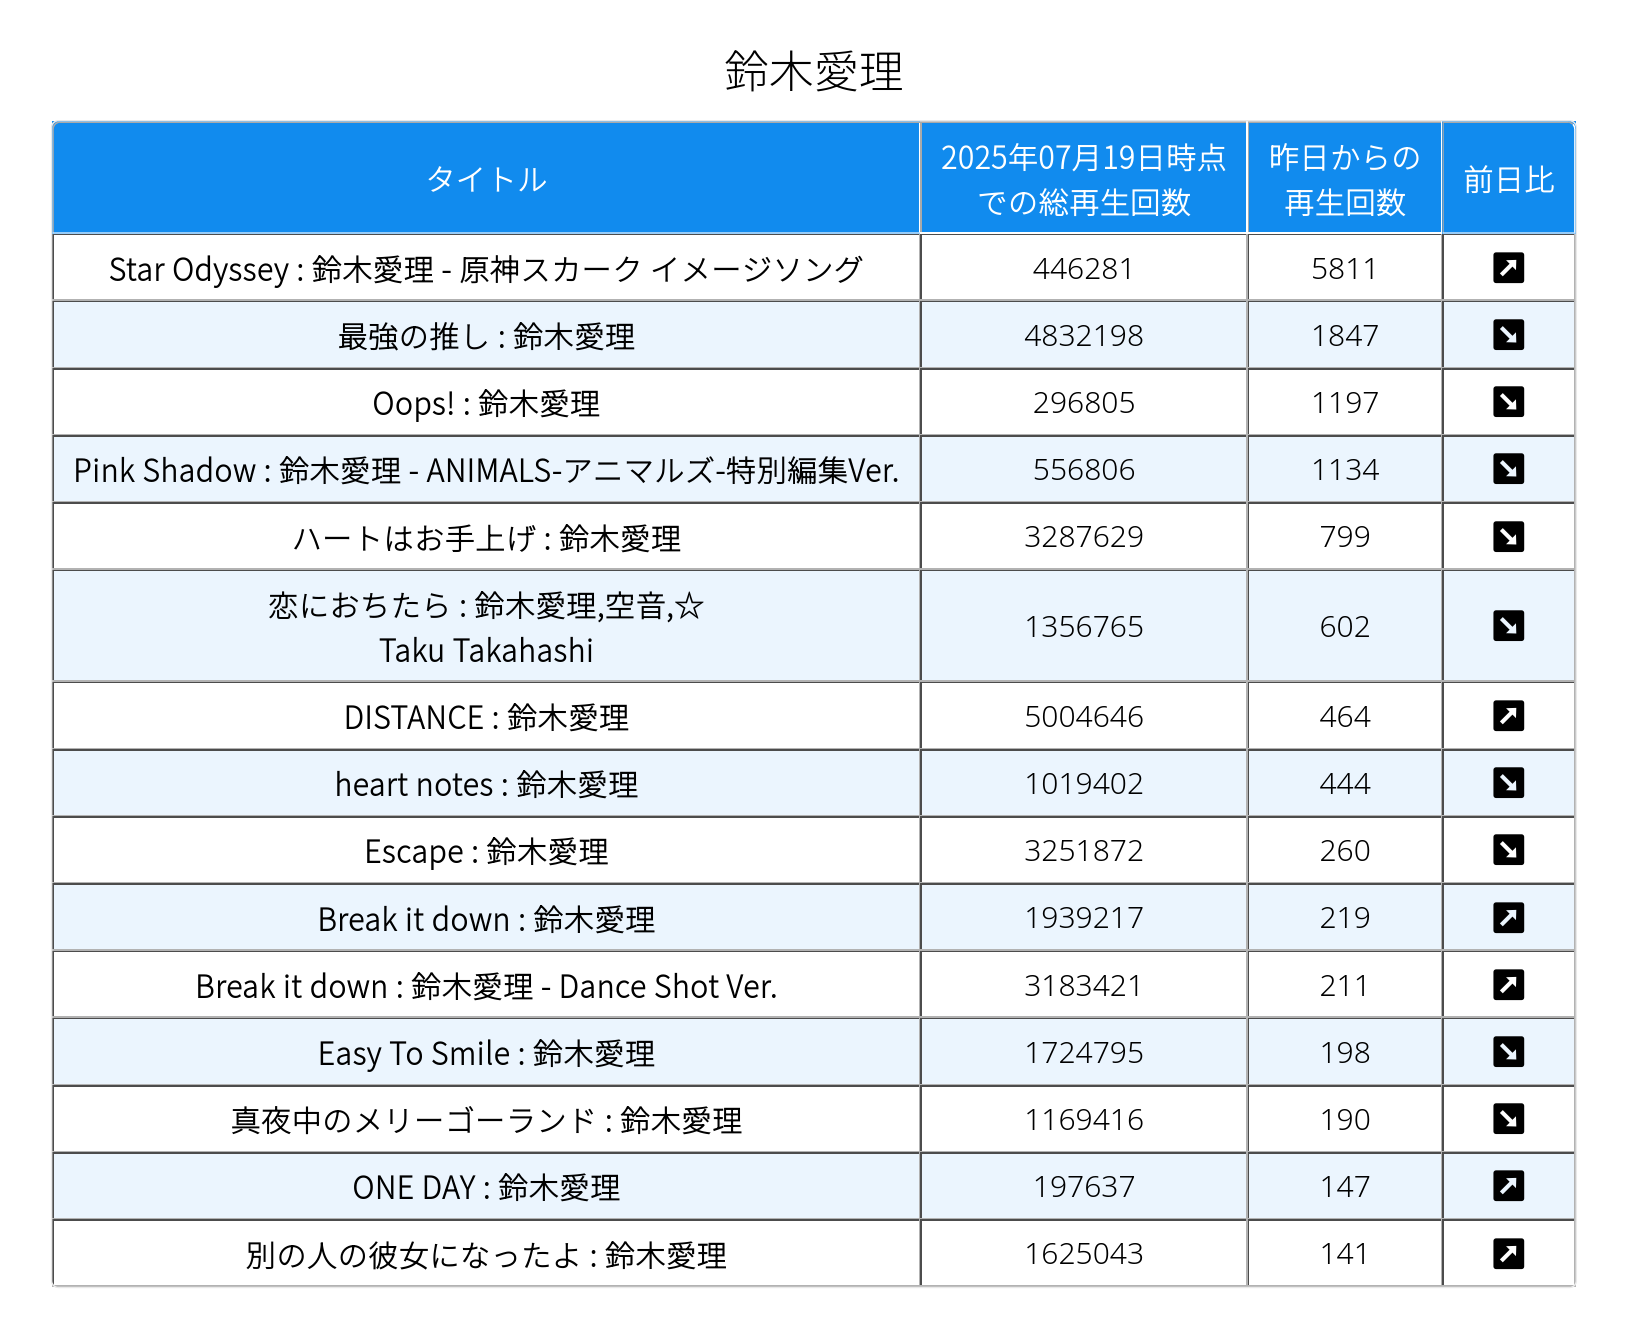 鈴木愛理
タイトル
2025年07月19日時点
での総再生回数
昨日からの
再生回数
前日比
Star Odyssey : 鈴木愛理 - 原神スカーク イメージソング 446281 5811
最強の推し : 鈴木愛理 4832198 1847
Oops! : 鈴木愛理 296805 1197
Pink Shadow : 鈴木愛理 - ANIMALS-アニマルズ-特別編集Ver. 556806 1134
ハートはお手上げ : 鈴木愛理 3287629 799
恋におちたら : 鈴木愛理,空音,☆
Taku Takahashi 1356765 602
DISTANCE : 鈴木愛理 5004646 464
heart notes : 鈴木愛理 1019402 444
Escape : 鈴木愛理 3251872 260
Break it down : 鈴木愛理 1939217 219
Break it down : 鈴木愛理 - Dance Shot Ver. 3183421 211
Easy To Smile : 鈴木愛理 1724795 198
真夜中のメリーゴーランド : 鈴木愛理 1169416 190
ONE DAY : 鈴木愛理 197637 147
別の人の彼女になったよ : 鈴木愛理 1625043 141